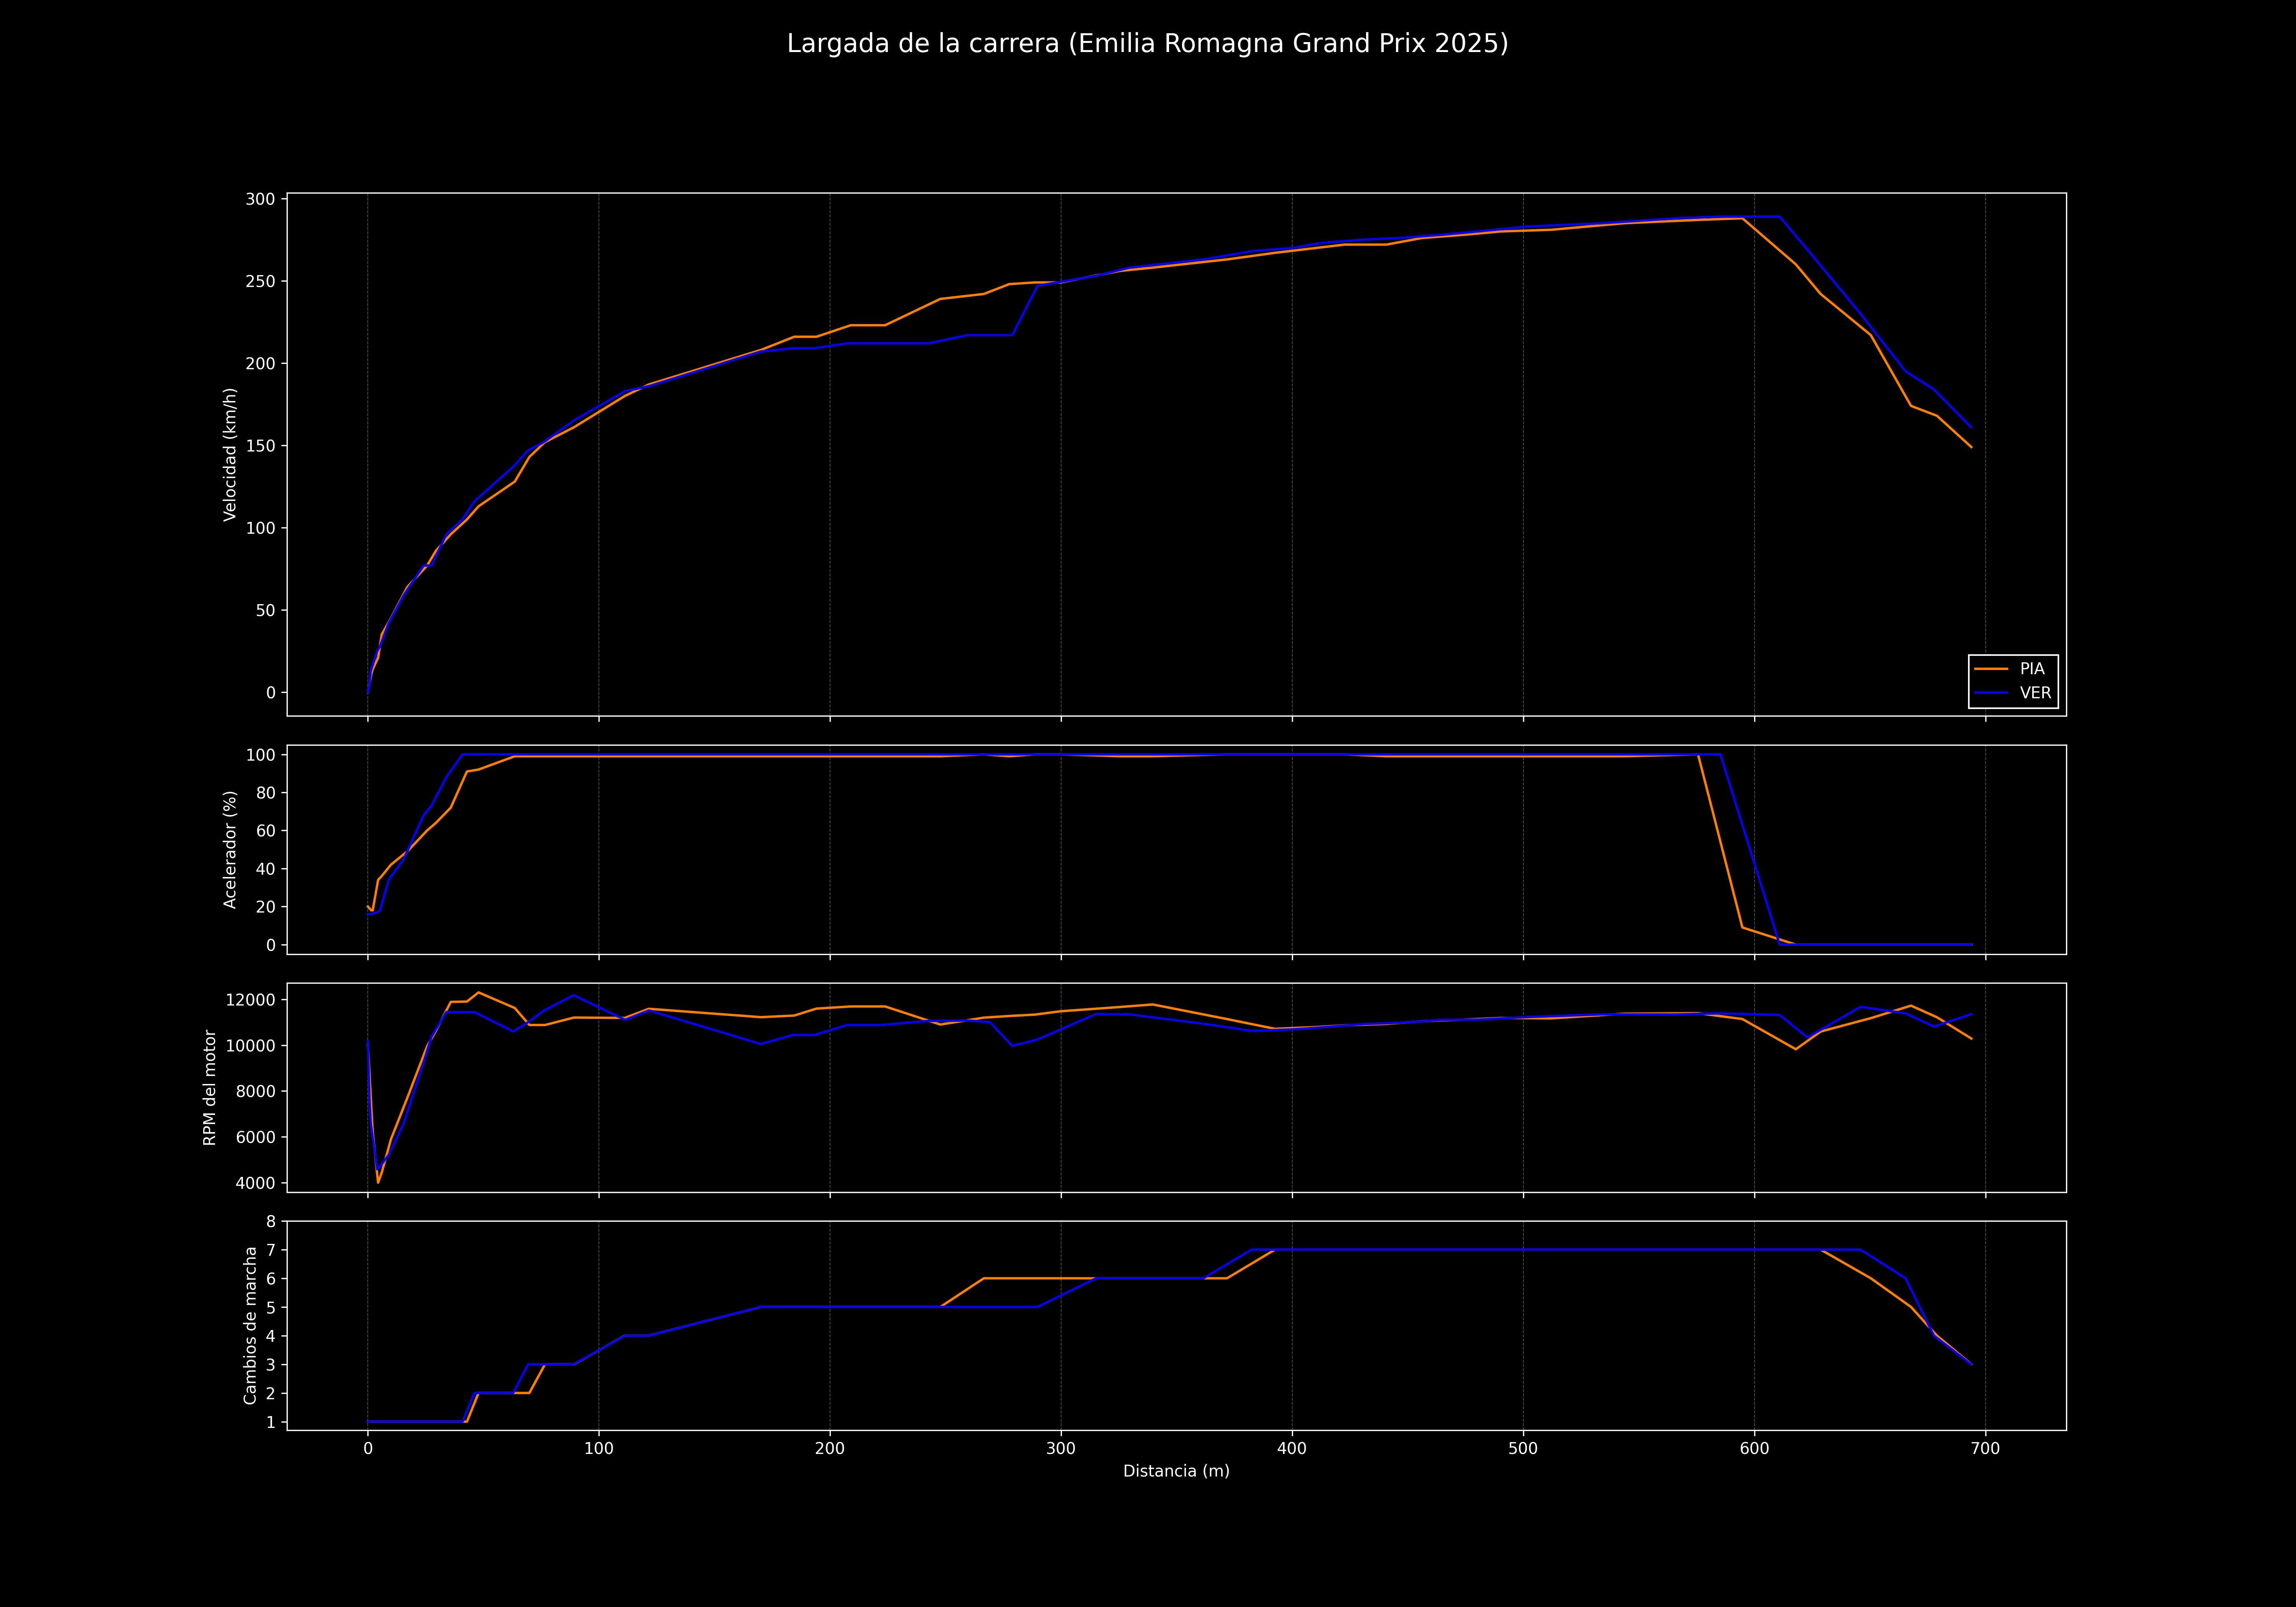 Largada de la carrera (Emilia Romagna Grand Prix 2025)
300
250
200
150
100
50
0
Velocidad (km/h)
PIA
VER
100
80
60
40
20
0
Acelerador (%)
12000
10000
8000
6000
4000
RPM del motor
8
7
6
5
4
3
2
1
Cambios de marcha
0 100 200 300 400 500 600 700
Distancia (m)